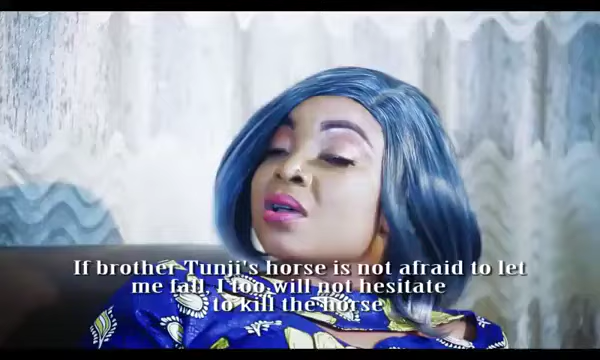 If brother Tunji's horse is not afraid to let
me fall, I too will not hesitate
to kill the horse